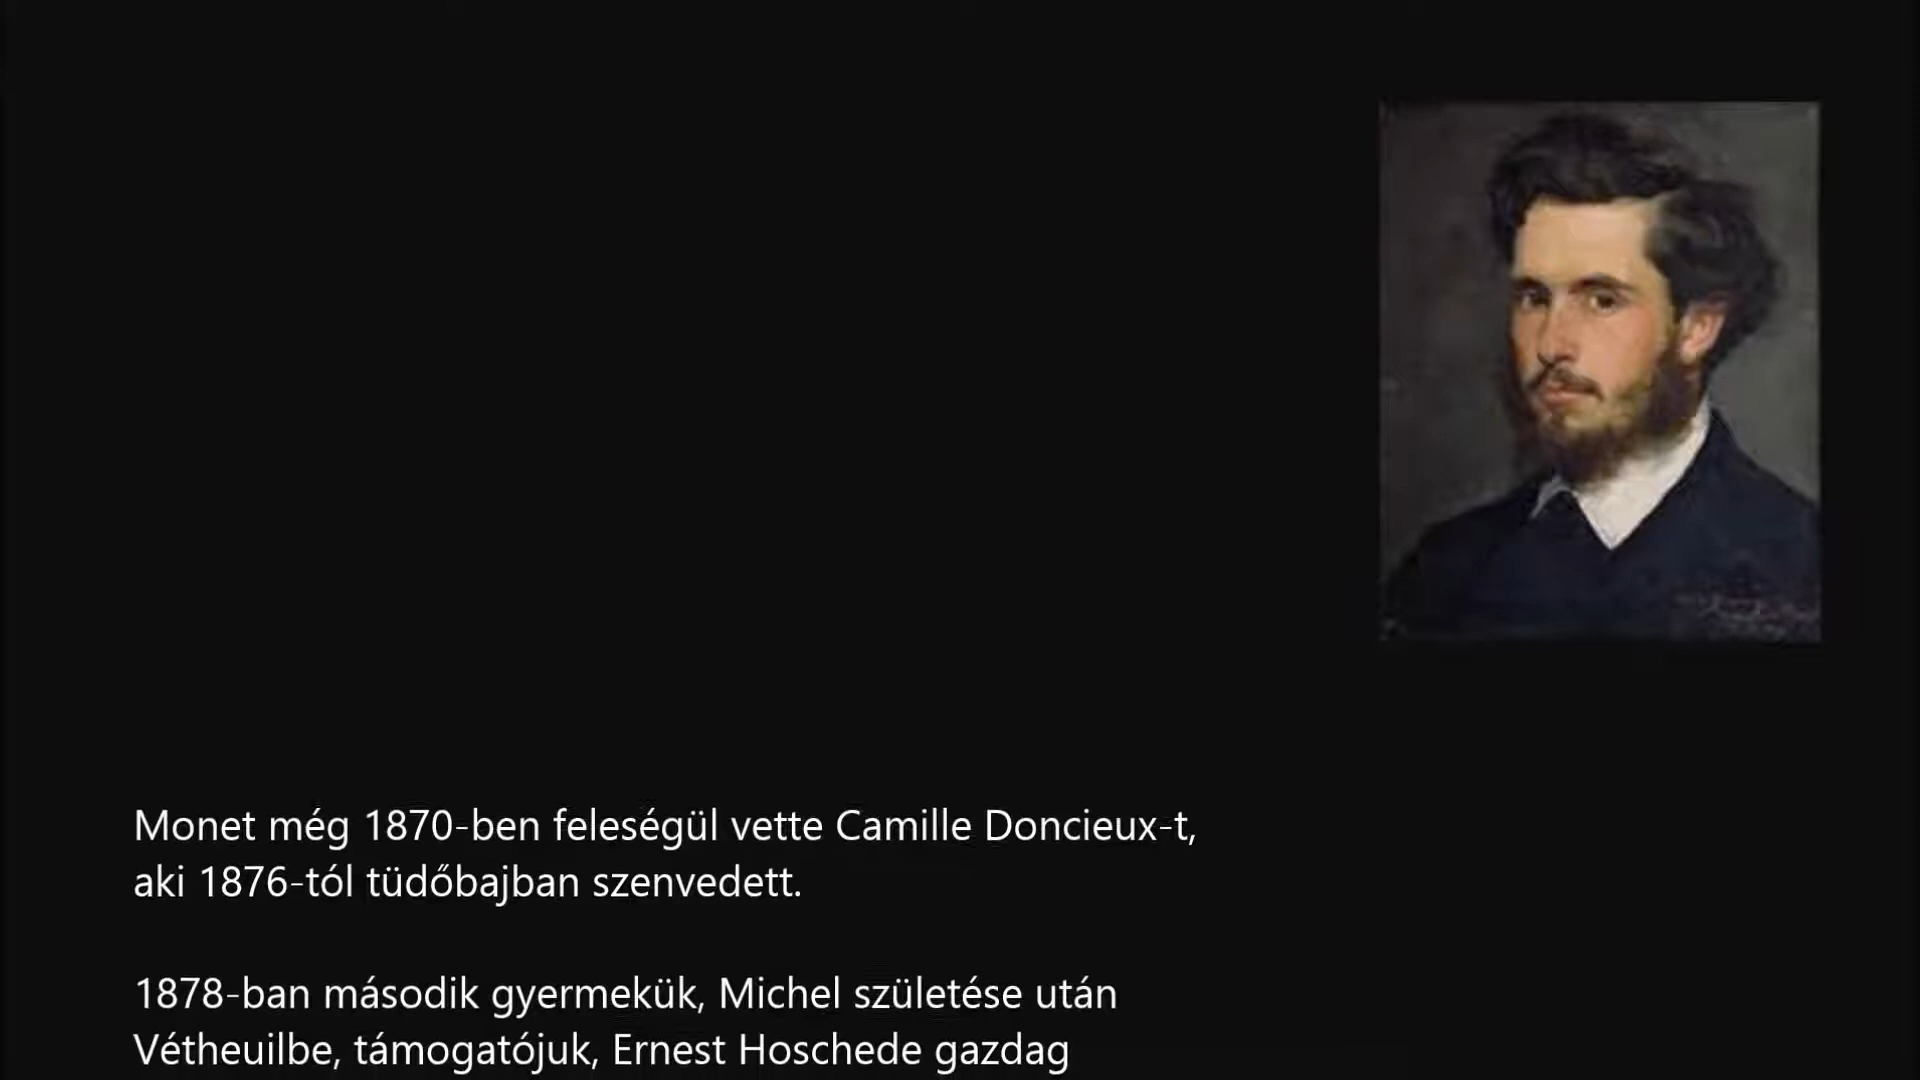 Monet még 1870-ben feleségül vette Camille Doncieux-t,
aki 1876-tól tüdőbajban szenvedett.
1878-ban második gyermekük, Michel születése után
Vétheuilbe, támogatójuk, Ernest Hoschede gazdag